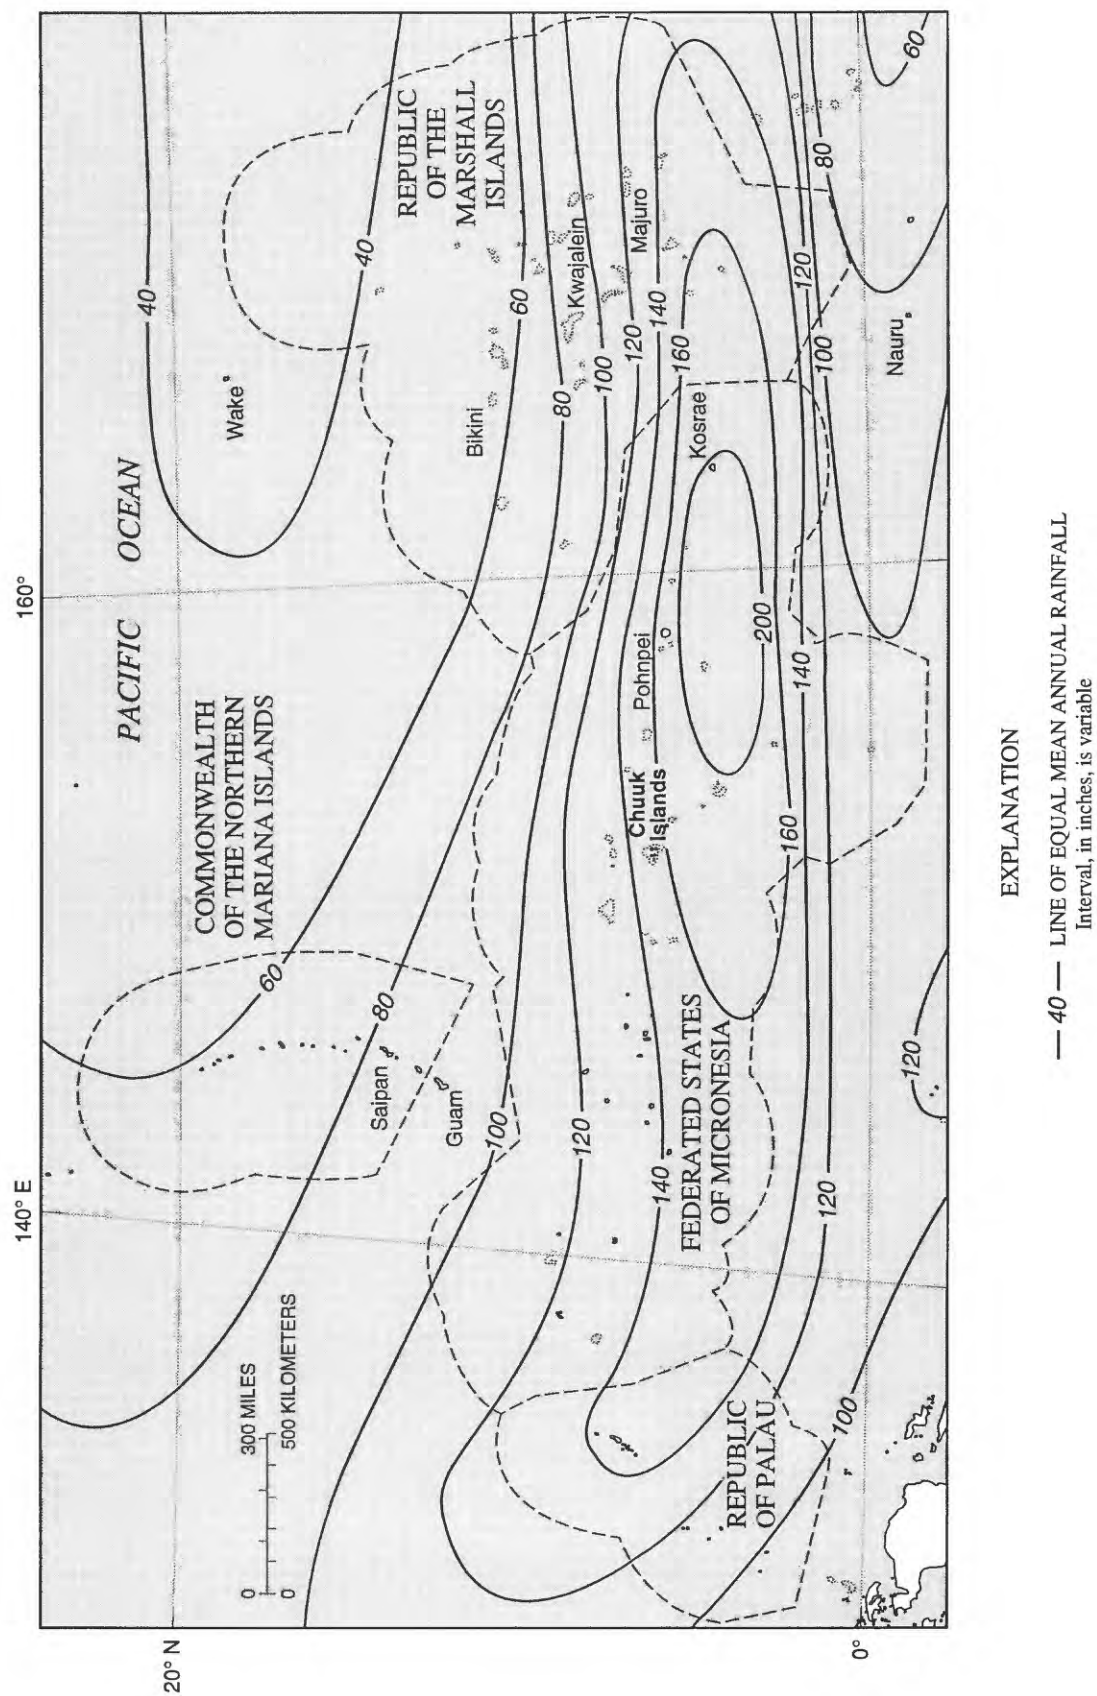 140° E
160°
20° N
0°
PACIFIC OCEAN
COMMONWEALTH
OF THE NORTHERN
MARIANA ISLANDS
REPUBLIC
OF THE
MARSHALL
ISLANDS
FEDERATED STATES
OF MICRONESIA
REPUBLIC
OF PALAU
Wake
Bikini
Kwajalein
Majuro
Kosrae
Pohnpei
Chuuk
Islands
Nauru
Saipan
Guam
40
40
60
60
80
80
100
100
120
120
140
140
160
160
200
140
120
120
100
80
60
120
100
0 300 MILES
0 500 KILOMETERS
EXPLANATION
— 40 — LINE OF EQUAL MEAN ANNUAL RAINFALL
Interval, in inches, is variable